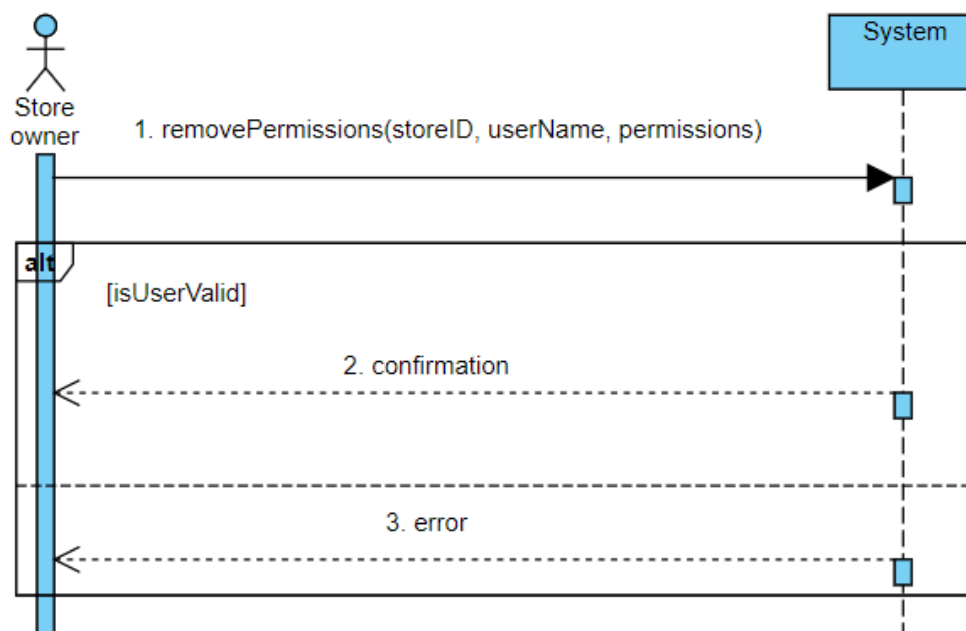 System
Store
owner
1. removePermissions(storeID, userName, permissions)
alt
[isUserValid]
2. confirmation
3. error